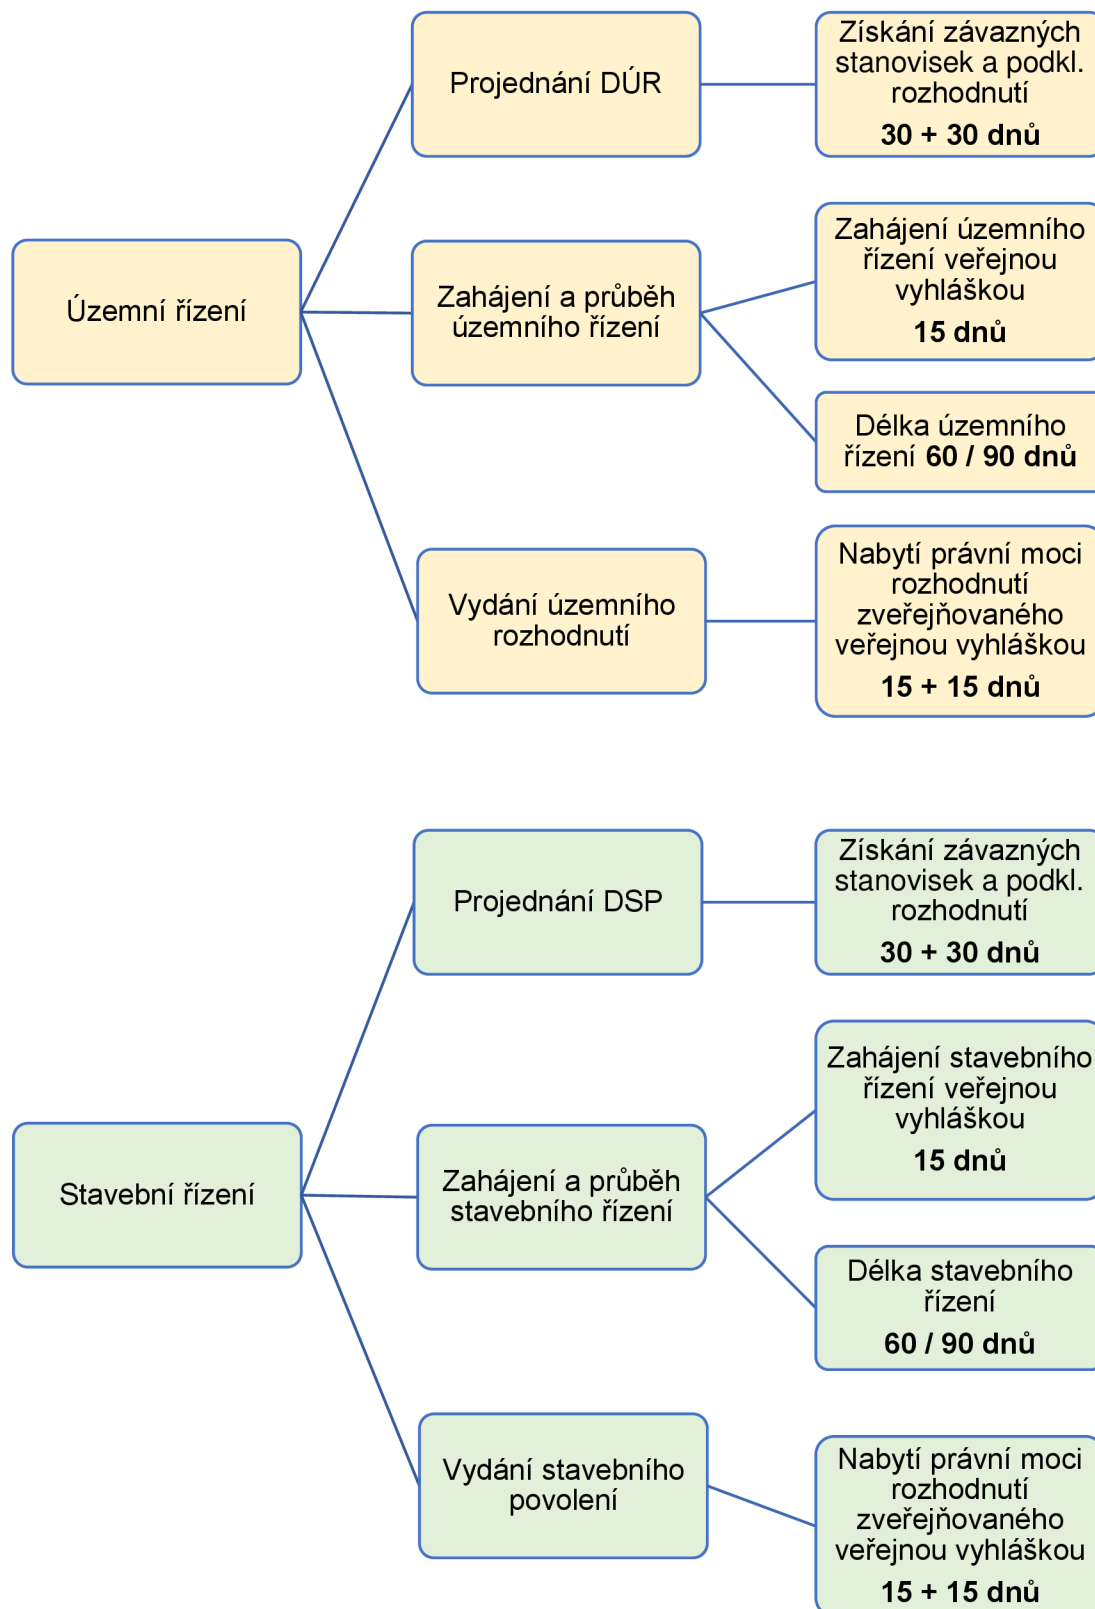 Územní řízení
Projednání DÚR
Získání závazných
stanovisek a podkl.
rozhodnutí
30 + 30 dnů
Zahájení a průběh
územního řízení
Zahájení územního
řízení veřejnou
vyhláškou
15 dnů
Délka územního
řízení 60 / 90 dnů
Vydání územního
rozhodnutí
Nabytí právní moci
rozhodnutí
zveřejňovaného
veřejnou vyhláškou
15 + 15 dnů
Stavební řízení
Projednání DSP
Získání závazných
stanovisek a podkl.
rozhodnutí
30 + 30 dnů
Zahájení a průběh
stavebního řízení
Zahájení stavebního
řízení veřejnou
vyhláškou
15 dnů
Délka stavebního
řízení
60 / 90 dnů
Vydání stavebního
povolení
Nabytí právní moci
rozhodnutí
zveřejňovaného
veřejnou vyhláškou
15 + 15 dnů